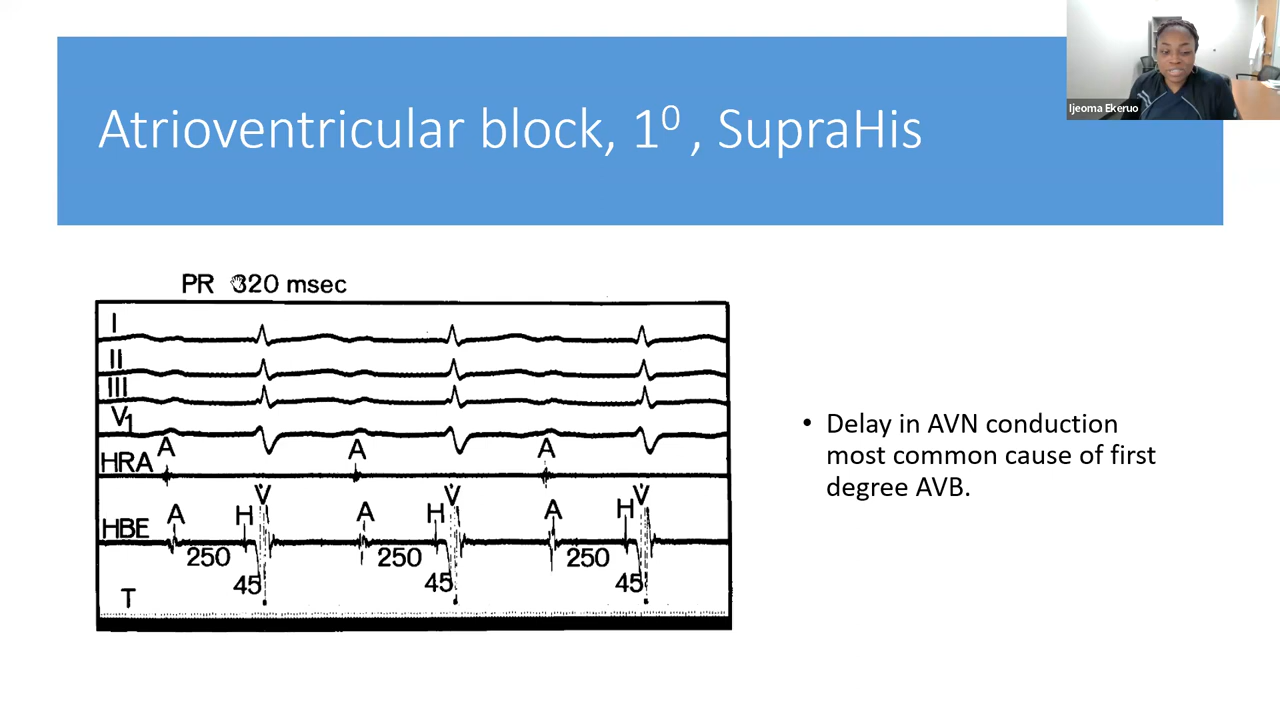 Ijeoma Ekeruo
Atrioventricular block, 1⁰ , SupraHis
PR 320 msec
I
II
III
V1
A A A
HRA
A H V A H V A H V
HBE
250 250 250
45 45 45
T
• Delay in AVN conduction
most common cause of first
degree AVB.